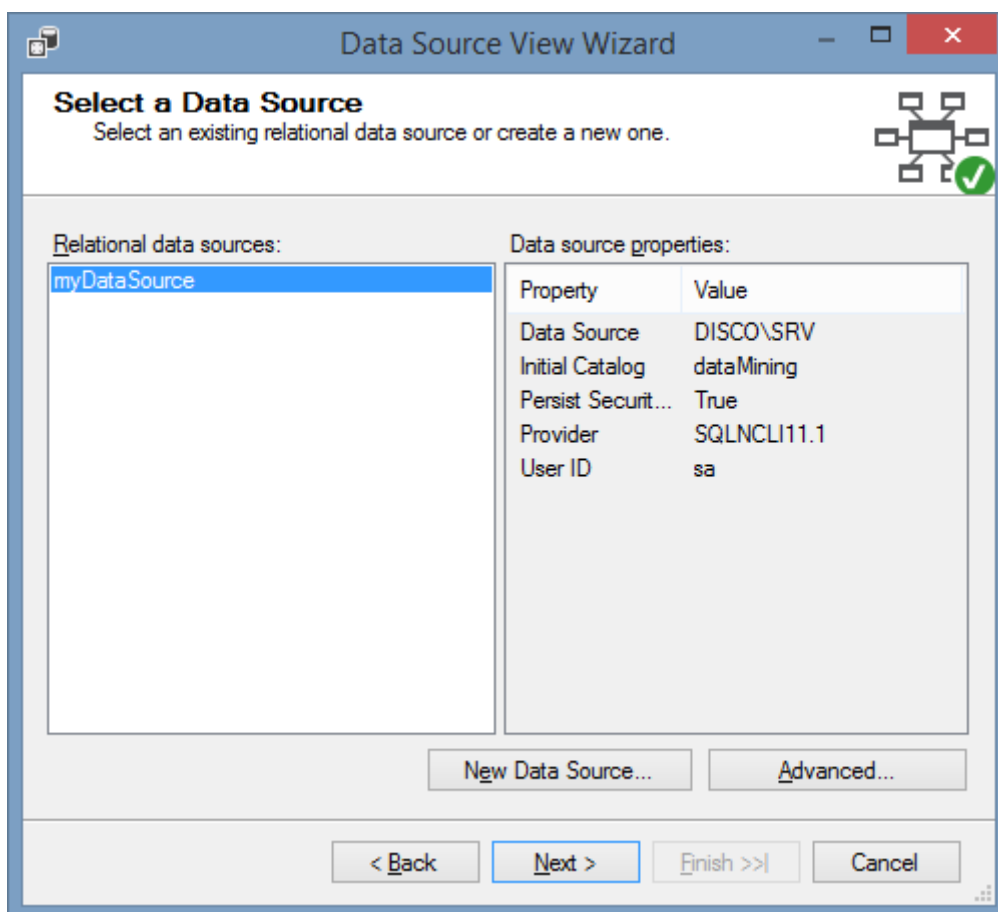 Data Source View Wizard
Select a Data Source
Select an existing relational data source or create a new one.
Relational data sources:
myDataSource
Data source properties:
Property Value
Data Source DISCO\SRV
Initial Catalog dataMining
Persist Securit... True
Provider SQLNCLI11.1
User ID sa
New Data Source...
Advanced...
< Back
Next >
Finish >>|
Cancel